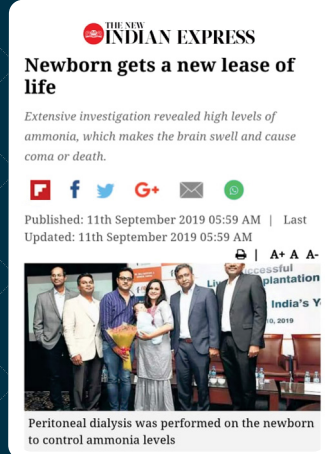 THE NEW
INDIAN EXPRESS
Newborn gets a new lease of
life
Extensive investigation revealed high levels of
ammonia, which makes the brain swell and cause
coma or death.
f G+
Published: 11th September 2019 05:59 AM | Last
Updated: 11th September 2019 05:59 AM
| A+ A A-
ccessful
Liv plantation
India's Y
10, 2019
Peritoneal dialysis was performed on the newborn
to control ammonia levels